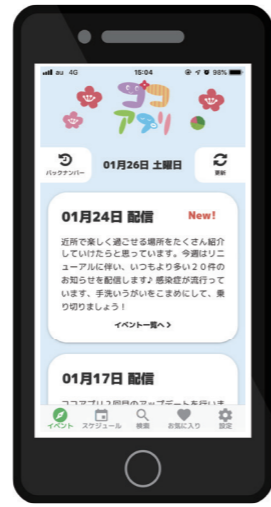 au 4G 15:04 98%
ココ
アプリ
バックナンバー
01月26日 土曜日
更新
01月24日 配信 New!
近所で楽しく過ごせる場所をたくさん紹介
していけたらと思っています。今週はリニ
ューアルに伴い、いつもより多い20件の
お知らせを配信します♪ 感染症が流行って
います、手洗いうがいをこまめにして、乗
り切りましょう!
イベント一覧へ
01月17日 配信
ココアプリ2回目のアップデートを行いま
イベント スケジュール 検索 お気に入り 設定